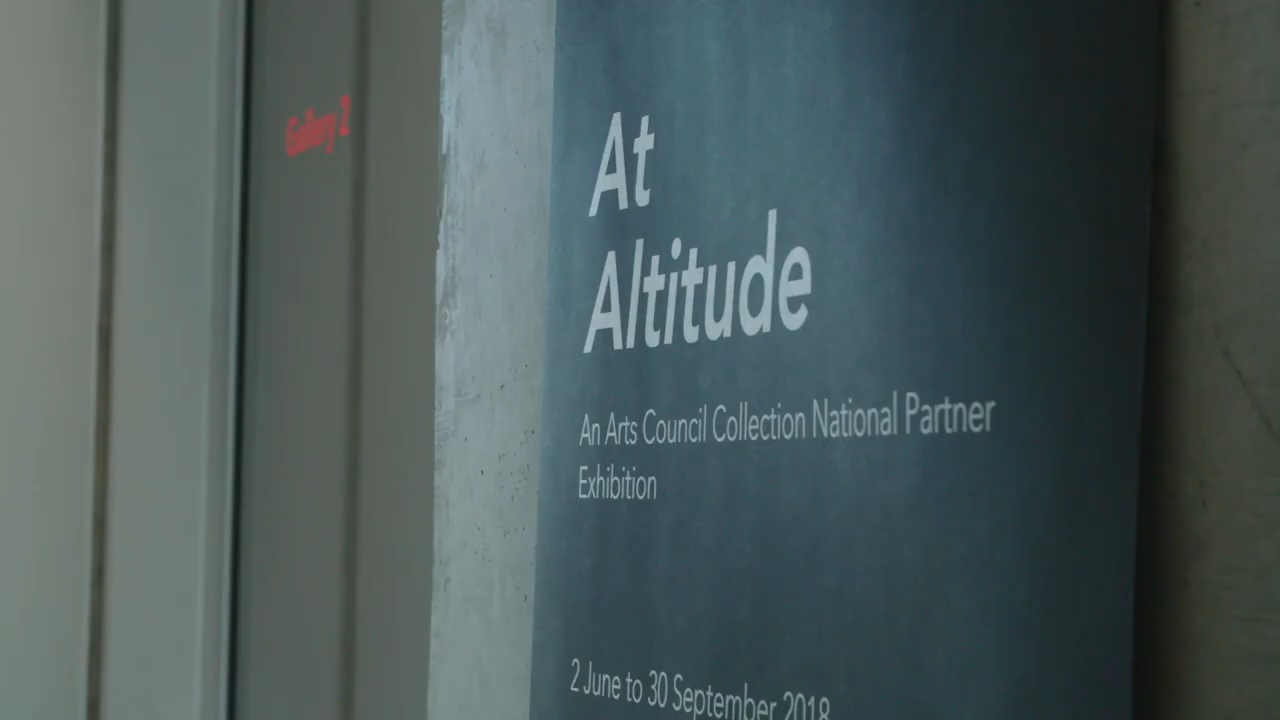 Gallery 2
At
Altitude
An Arts Council Collection National Partner
Exhibition
2 June to 30 September 2018